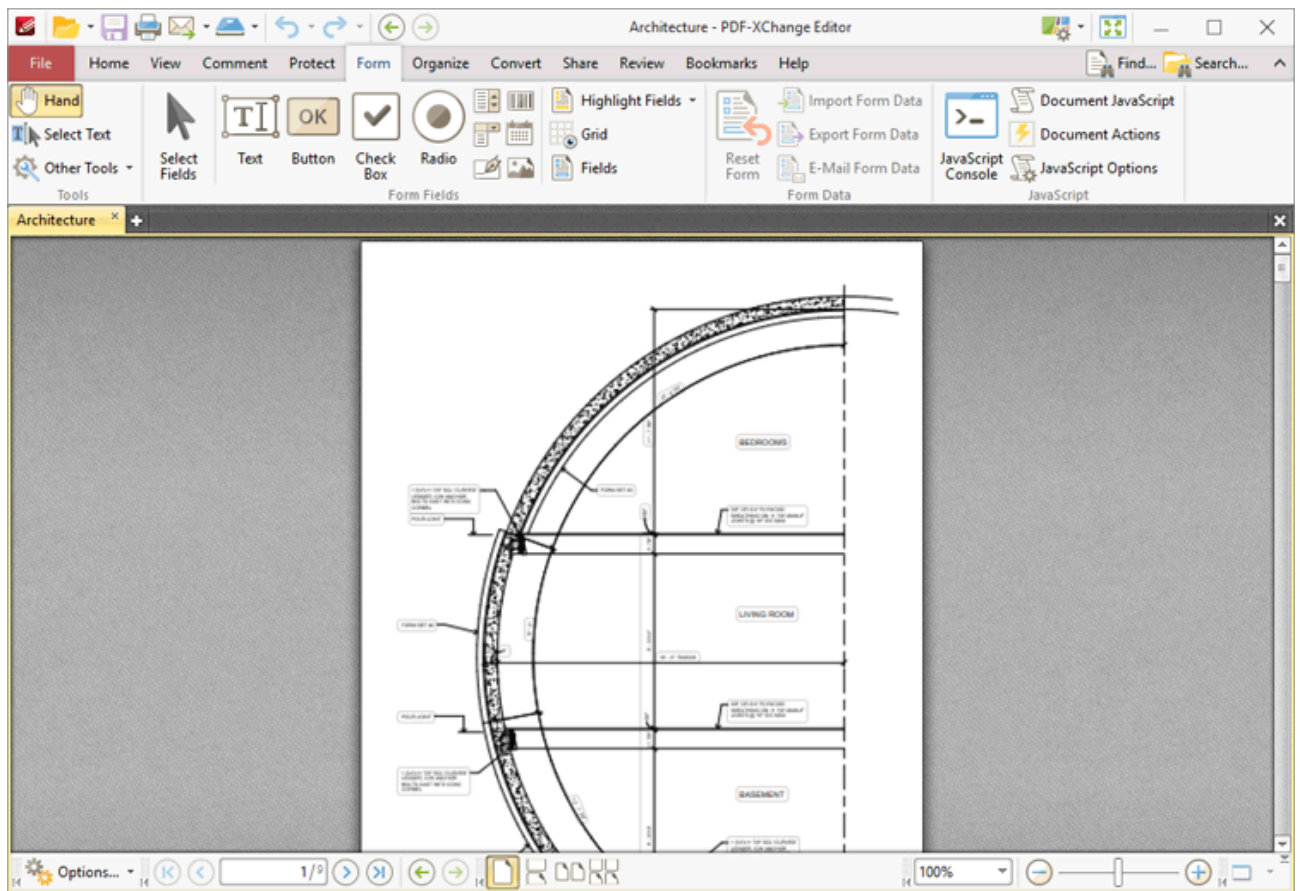 Architecture - PDF-XChange Editor
File Home View Comment Protect Form Organize Convert Share Review Bookmarks Help Find... Search...
Hand
Select Text
Other Tools
Tools
Select Fields
Text
Button
OK
Check Box
Radio
Form Fields
Highlight Fields
Grid
Fields
Reset Form
Import Form Data
Export Form Data
E-Mail Form Data
Form Data
JavaScript Console
Document JavaScript
Document Actions
JavaScript Options
JavaScript
Architecture
BEDROOMS
LIVING ROOM
BASEMENT
Options...
1/9
100%